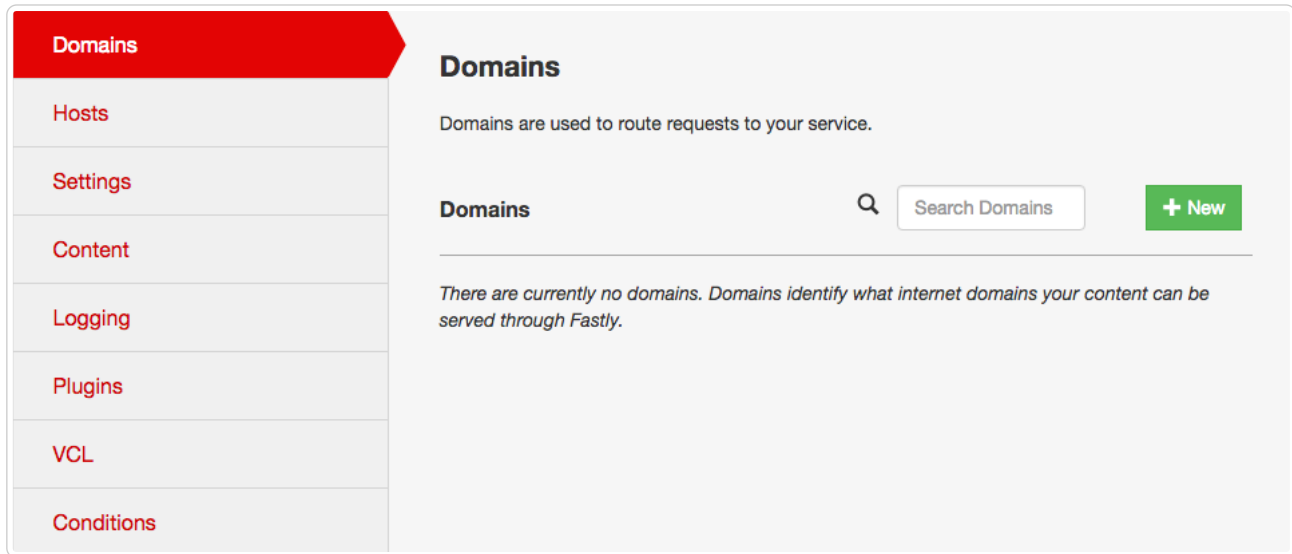 Domains
Hosts
Settings
Content
Logging
Plugins
VCL
Conditions
Domains
Domains are used to route requests to your service.
Domains
Search Domains
New
There are currently no domains. Domains identify what internet domains your content can be
served through Fastly.